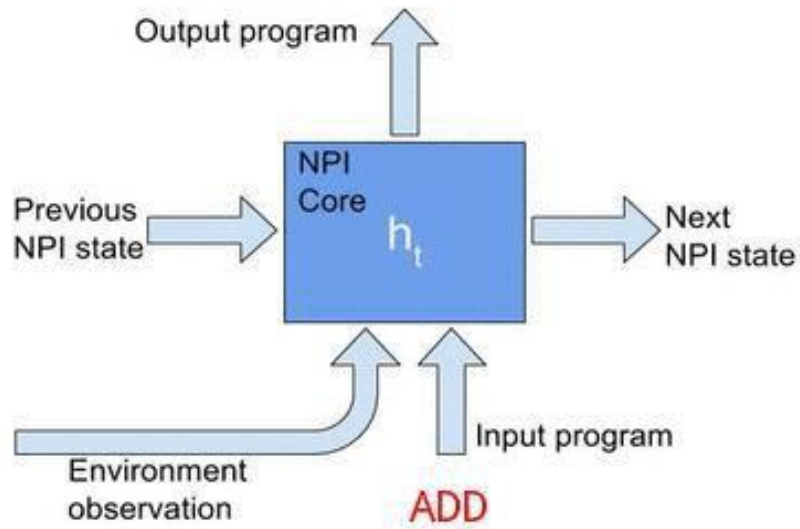 Output program
NPI
Core
h_t
Previous
NPI state
Next
NPI state
Input program
Environment
observation
ADD